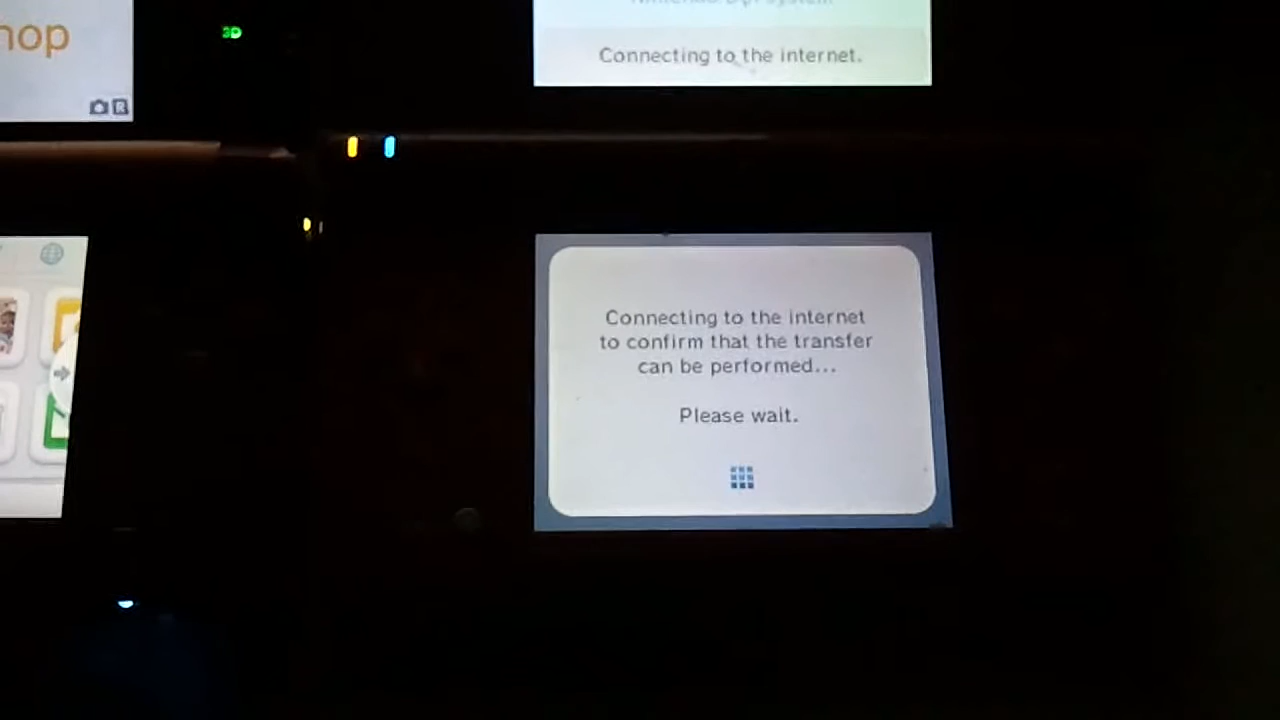 hop
3D
Connecting to the internet.
R
Connecting to the internet
to confirm that the transfer
can be performed...
Please wait.